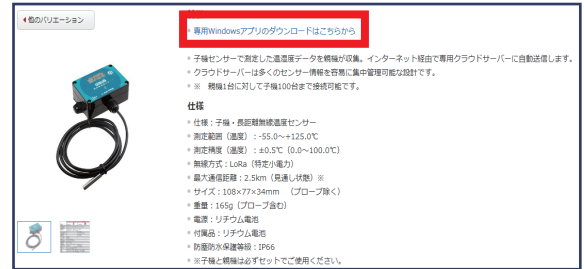 他のバリエーション
専用Windowsアプリのダウンロードはこちらから
子機センサーで測定した温湿度データを親機が収集。インターネット経由で専用クラウドサーバーに自動送信します。
クラウドサーバーは多くのセンサー情報を容易に集中管理可能な設計です。
※ 親機1台に対して子機100台まで接続可能です。
仕様
仕様：子機・長距離無線温度センサー
測定範囲（温度）：-55.0～+125.0℃
測定精度（温度）：±0.5℃（0.0～100.0℃）
無線方式：LoRa（特定小電力）
最大通信距離：2.5km（見通し状態）※
サイズ：108×77×34mm （プローブ除く）
重量：165g（プローブ含む）
電源：リチウム電池
付属品：リチウム電池
防塵防水保護等級：IP66
※子機と親機は必ずセットでご使用ください。